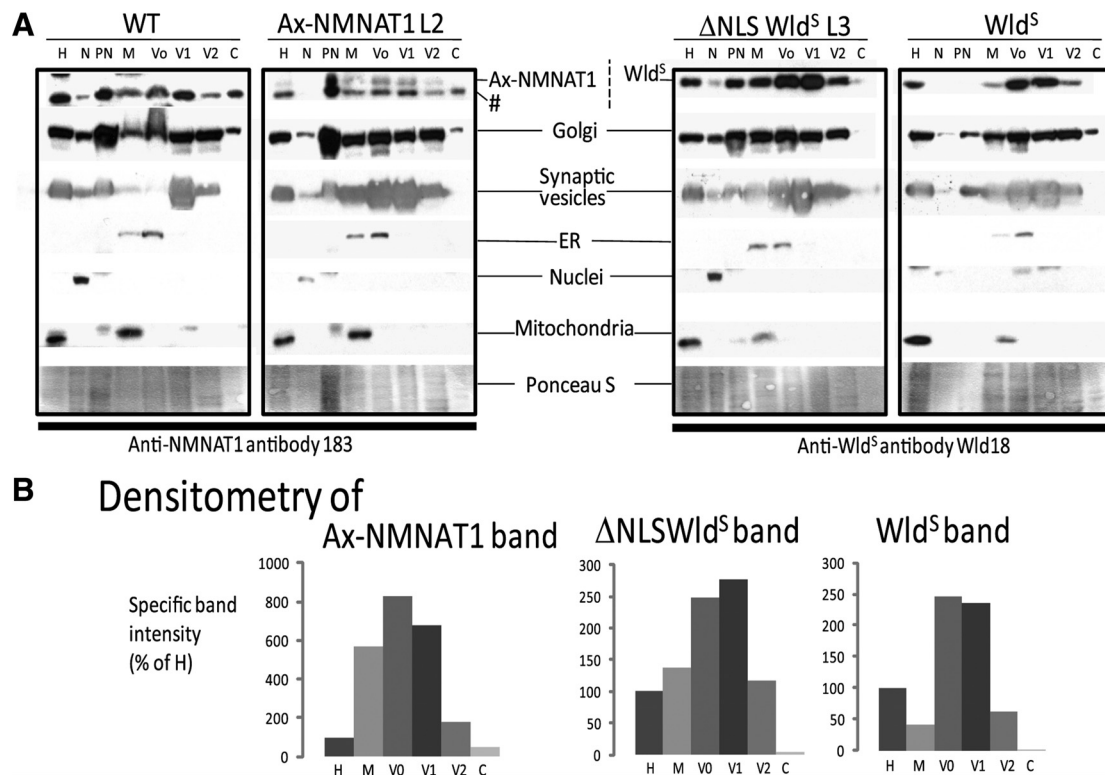 A
WT
Ax-NMNAT1 L2
ΔNLS Wldˢ L3
Wldˢ
H N PN M Vo V1 V2 C
H N PN M Vo V1 V2 C
H N PN M Vo V1 V2 C
H N PN M Vo V1 V2 C
Ax-NMNAT1
Wldˢ
#
Golgi
Synaptic
vesicles
ER
Nuclei
Mitochondria
Ponceau S
Anti-NMNAT1 antibody 183
Anti-Wldˢ antibody Wld18
B
Densitometry of
Ax-NMNAT1 band
ΔNLSWldˢ band
Wldˢ band
Specific band
intensity
(% of H)
1000
800
600
400
200
0
H M V0 V1 V2 C
300
250
200
150
100
50
0
H M V0 V1 V2 C
300
250
200
150
100
50
0
H M V0 V1 V2 C